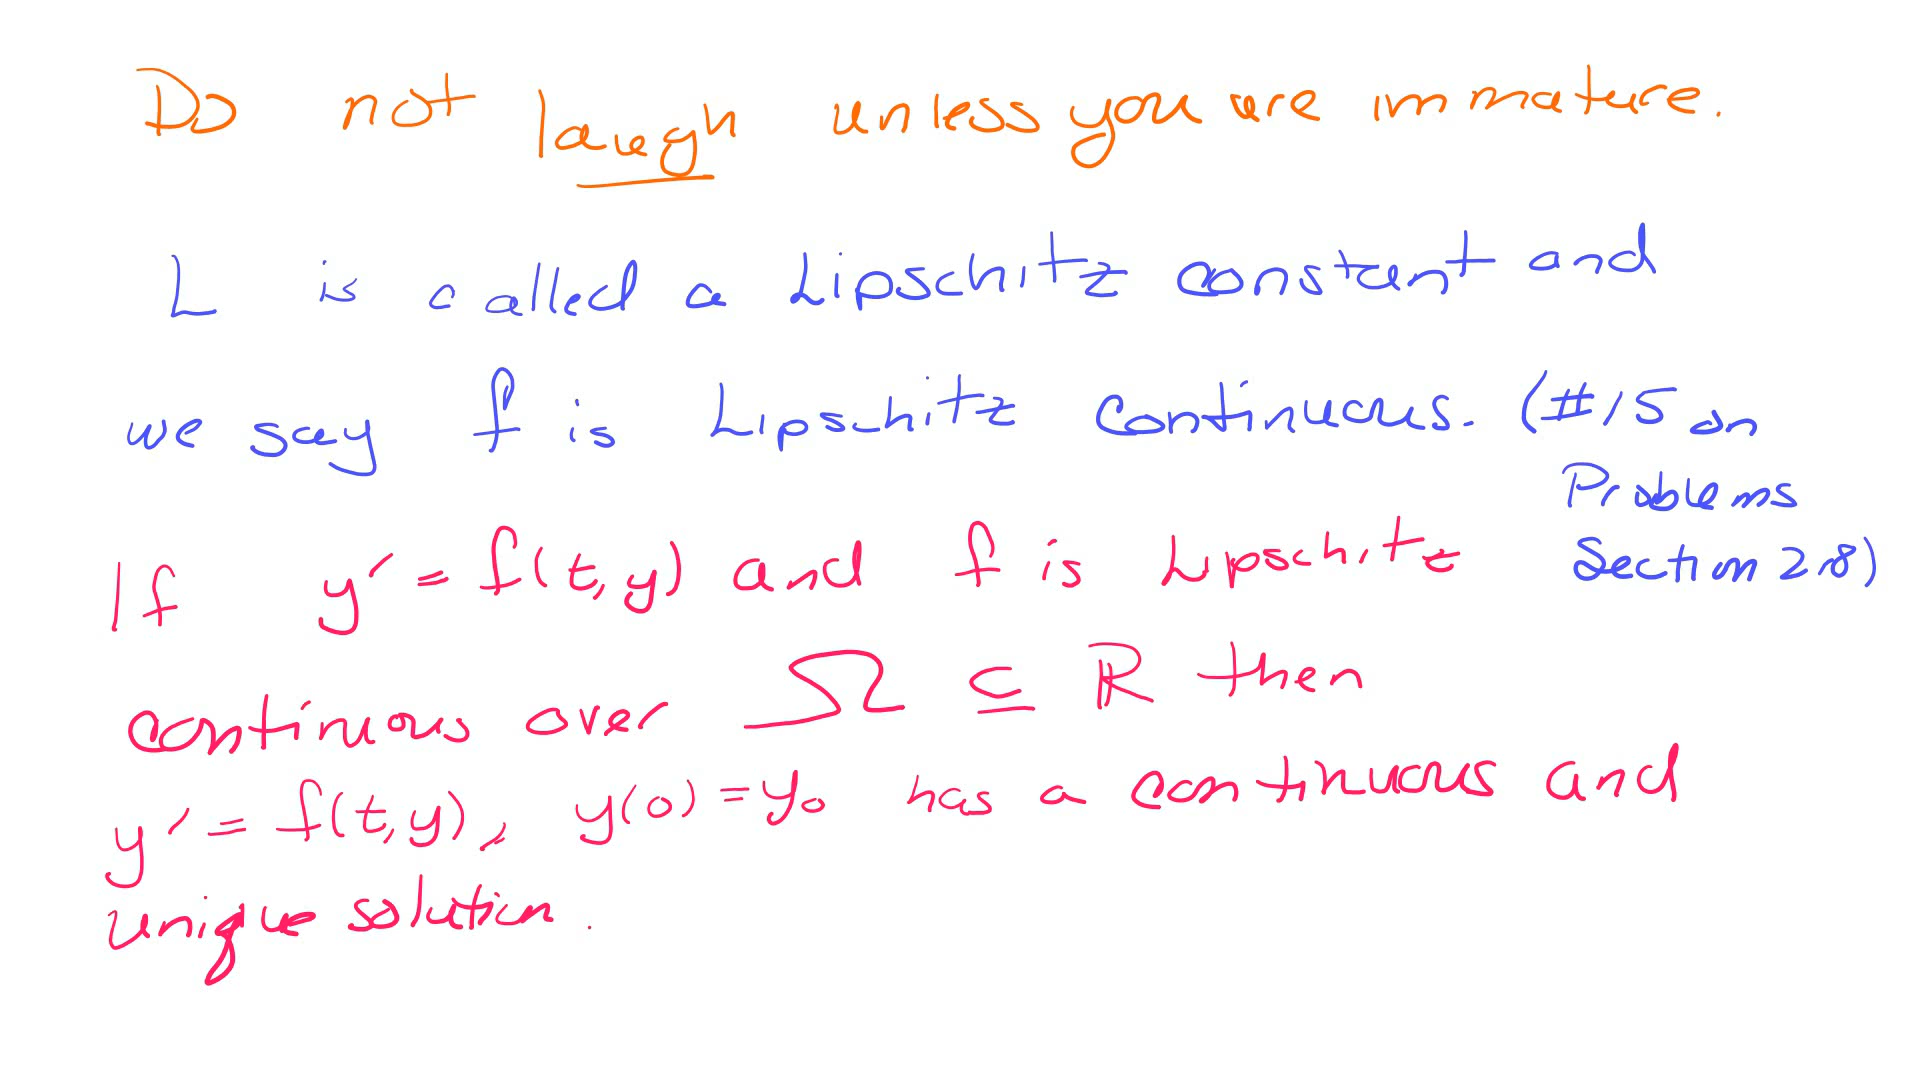 Do not laugh unless you are immature.
L is called a Lipschitz constant and
we say f is Lipschitz continuous. (#15 on
Problems
Section 2.8)
If y' = f(t,y) and f is Lipschitz
continuous over Ω ⊆ ℝ then
y' = f(t,y), y(0) = y₀ has a continuous and
unique solution.